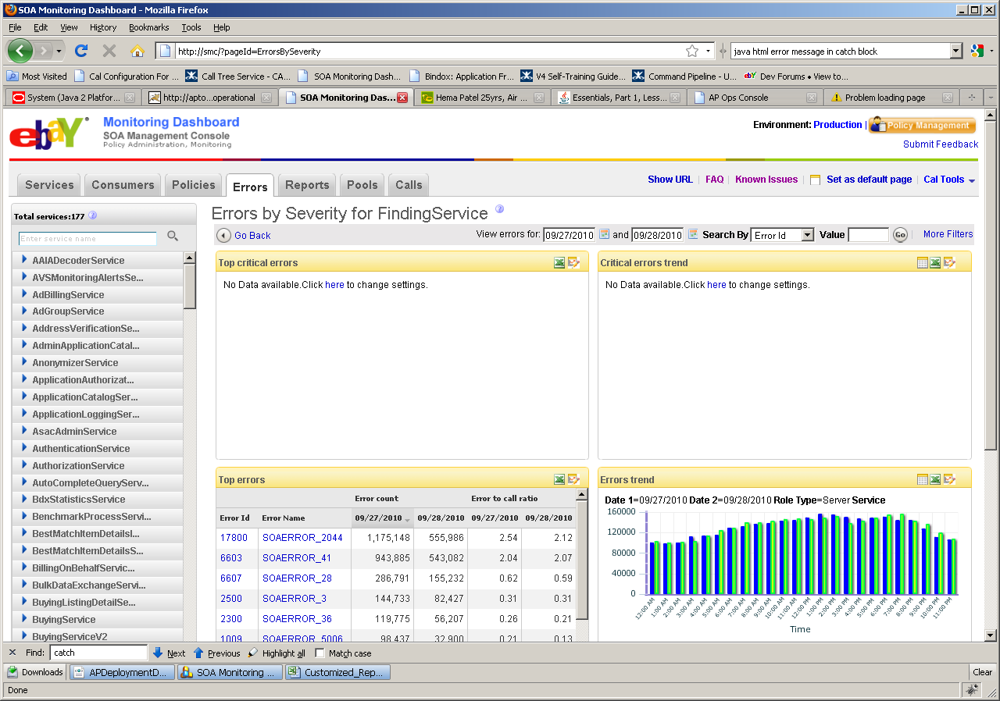 SOA Monitoring Dashboard - Mozilla Firefox
File Edit View History Bookmarks Tools Help
http://smc/?pageId=ErrorsBySeverity
java html error message in catch block
Most Visited Cal Configuration For ... Call Tree Service - CA... SOA Monitoring Dash... Bindox: Application Fr... V4 Self-Training Guide... Command Pipeline - U... Dev Forums • View to...
System (Java 2 Platfor... http://apto...operational SOA Monitoring Das... Hema Patel 25yrs, Air ... Essentials, Part 1, Less... AP Ops Console Problem loading page
ebaY
Monitoring Dashboard
SOA Management Console
Policy Administration, Monitoring
Environment: Production | Policy Management
Submit Feedback
Services Consumers Policies Errors Reports Pools Calls
Show URL | FAQ | Known Issues | Set as default page | Cal Tools
Total services:177
Enter service name
AAIADecoderService
AVSMonitoringAlertsSe...
AdBillingService
AdGroupService
AddressVerificationSe...
AdminApplicationCatal...
AnonymizerService
ApplicationAuthorizat...
ApplicationCatalogSer...
ApplicationLoggingSer...
AsacAdminService
AuthenticationService
AuthorizationService
AutoCompleteQueryServ...
BdxStatisticsService
BenchmarkProcessServi...
BestMatchItemDetailsI...
BestMatchItemDetailsS...
BillingOnBehalfServic...
BulkDataExchangeServi...
BuyingListingDetailSe...
BuyingService
BuyingServiceV2
Errors by Severity for FindingService
Go Back
View errors for: 09/27/2010 and 09/28/2010 Search By Error Id Value Go | More Filters
Top critical errors
No Data available.Click here to change settings.
Critical errors trend
No Data available.Click here to change settings.
Top errors
Error count Error to call ratio
Error Id Error Name 09/27/2010 09/28/2010 09/27/2010 09/28/2010
17800 SOAERROR_2044 1,175,148 555,986 2.54 2.12
6603 SOAERROR_41 943,885 543,082 2.04 2.07
6607 SOAERROR_28 286,791 155,232 0.62 0.59
2500 SOAERROR_3 144,733 82,427 0.31 0.31
2300 SOAERROR_36 119,775 56,207 0.26 0.21
1009 SOAERROR_5006 98,437 32,900 0.21 0.13
Errors trend
Date 1=09/27/2010 Date 2=09/28/2010 Role Type=Server Service
160000
120000
80000
40000
0
12:00 AM 1:00 AM 2:00 AM 3:00 AM 4:00 AM 5:00 AM 6:00 AM 7:00 AM 8:00 AM 9:00 AM 10:00 AM 11:00 AM 12:00 PM 1:00 PM 2:00 PM 3:00 PM 4:00 PM 5:00 PM 6:00 PM 7:00 PM 8:00 PM 9:00 PM 10:00 PM 11:00 PM
Time
Find: catch Next Previous Highlight all Match case
Downloads APDeploymentD... SOA Monitoring ... Customized_Rep... Clear
Done